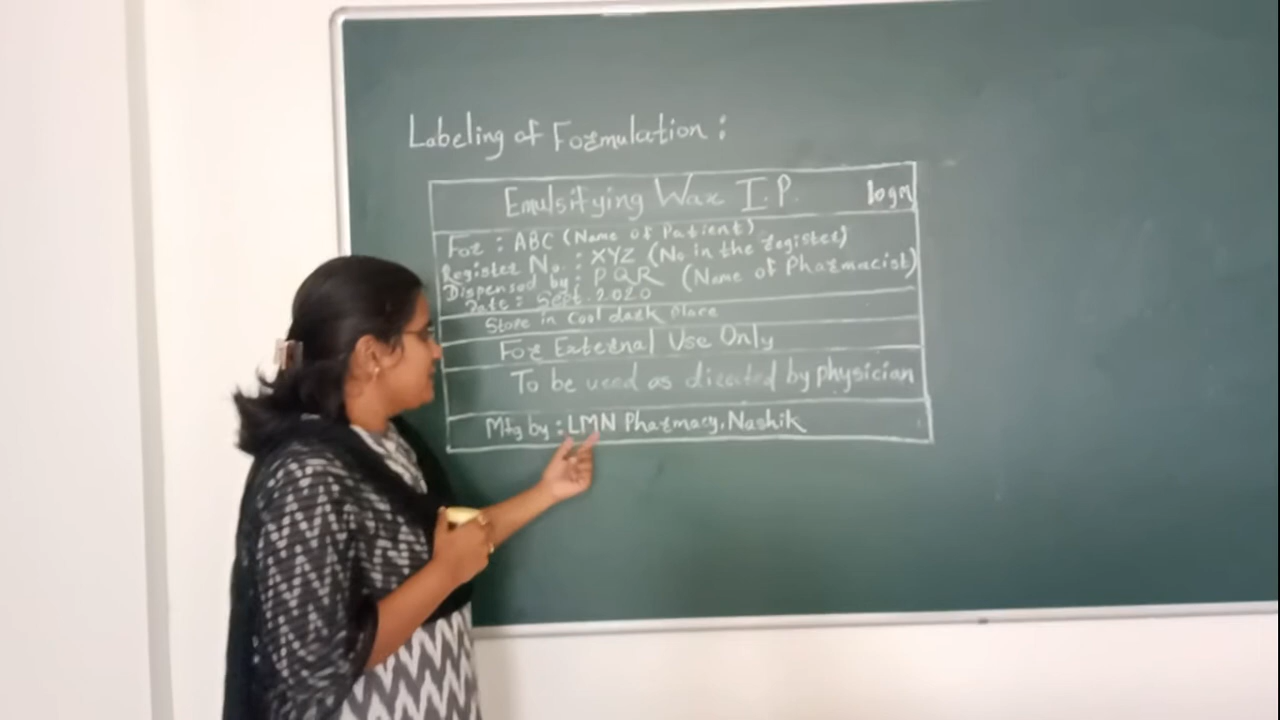 Labeling of Formulation :
Emulsifying Wax I.P. 10gm
For : ABC (Name of Patient)
Register No. : XYZ (No in the register)
Dispensed by : PQR (Name of Pharmacist)
Date : Sept. 2020
Store in cool dark place
For External Use Only
To be used as directed by physician
Mfg by : LMN Pharmacy, Nashik